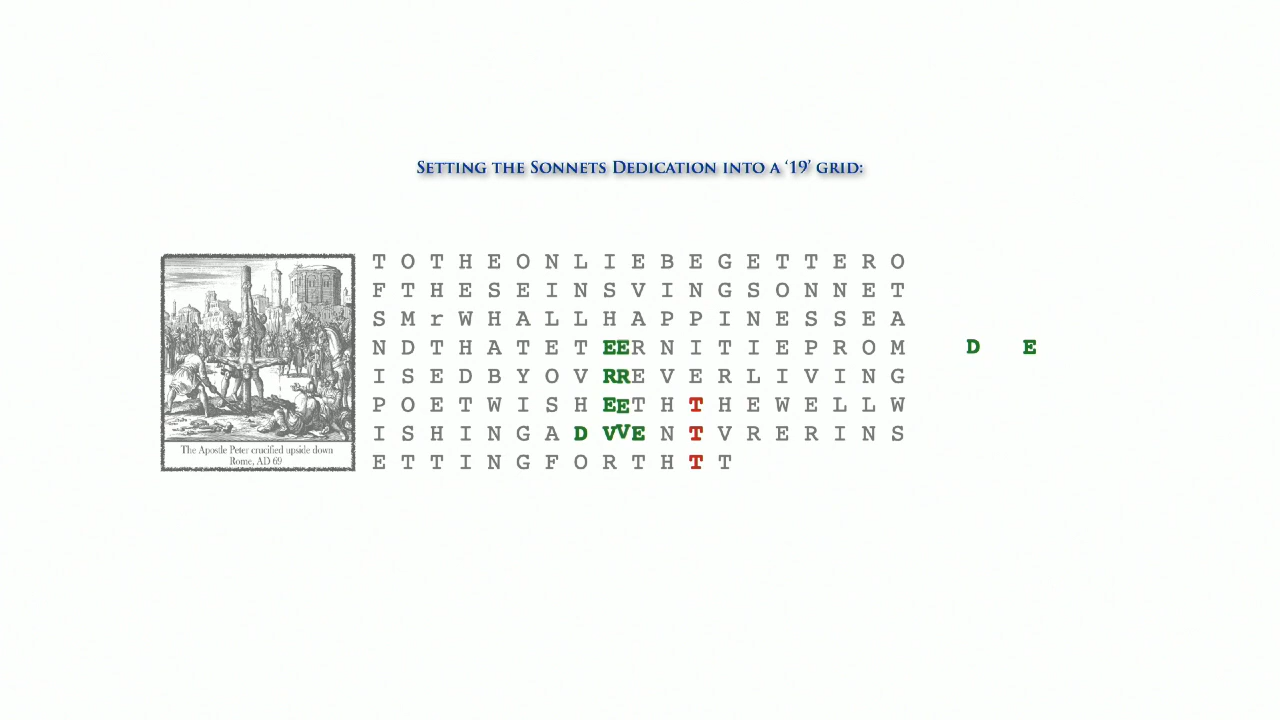 SETTING THE SONNETS DEDICATION INTO A ‘19’ GRID:
T O T H E O N L I E B E G E T T E R O
F T H E S E I N S V I N G S O N N E T
S M r W H A L L H A P P I N E S S E A
N D T H A T E T E E R N I T I E P R O M D E
I S E D B Y O V R R E V E R L I V I N G
P O E T W I S H E E T H T H E W E L L W
I S H I N G A D V V E N T V R E R I N S
E T T I N G F O R T H T T
The Apostle Peter crucified upside down
Rome, AD 69